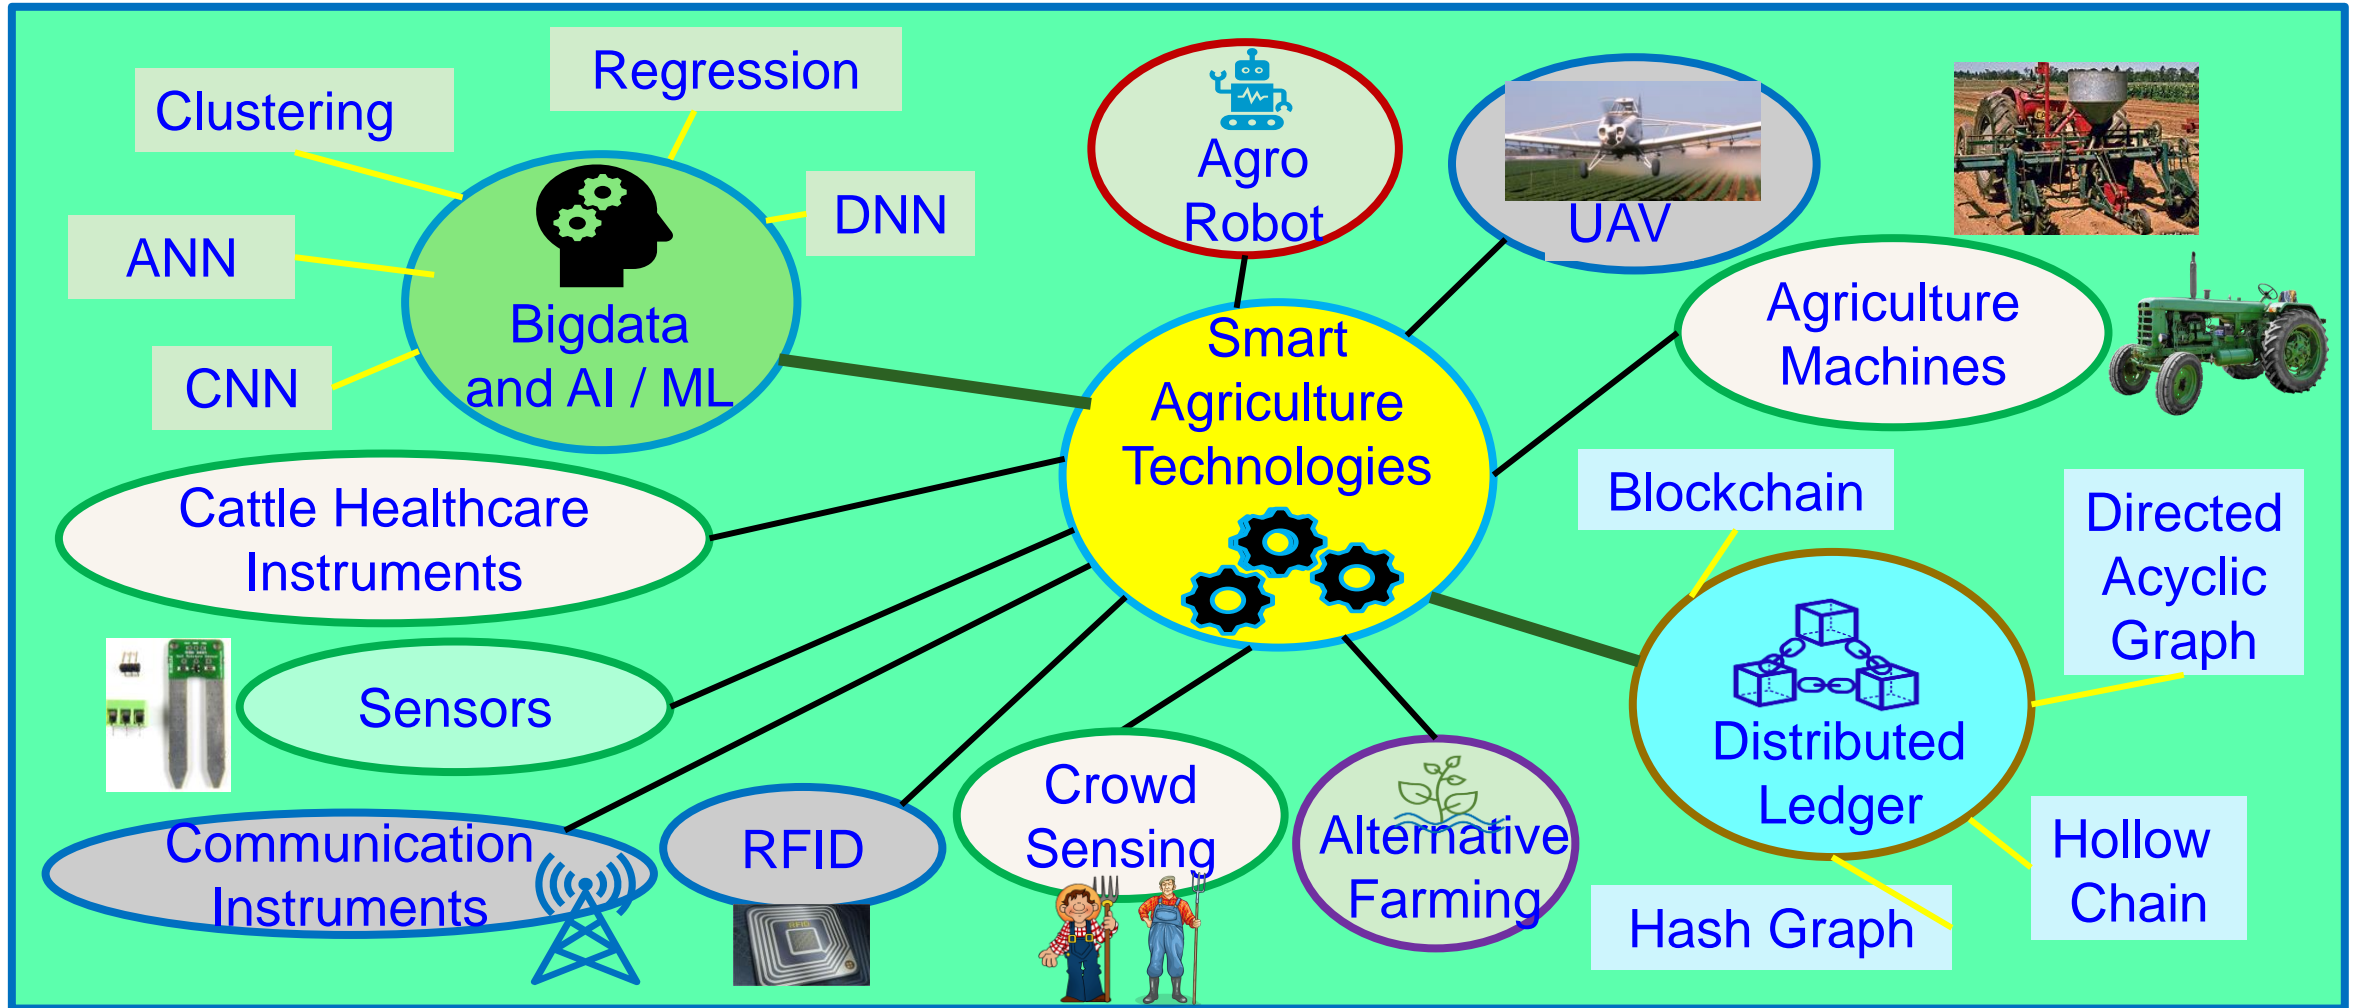 Regression
Clustering
DNN
ANN
CNN
Bigdata
and AI / ML
Agro
Robot
UAV
Agriculture
Machines
Smart
Agriculture
Technologies
Cattle Healthcare
Instruments
Sensors
Communication
Instruments
RFID
RFID
Crowd
Sensing
Alternative
Farming
Blockchain
Directed
Acyclic
Graph
Distributed
Ledger
Hollow
Chain
Hash Graph